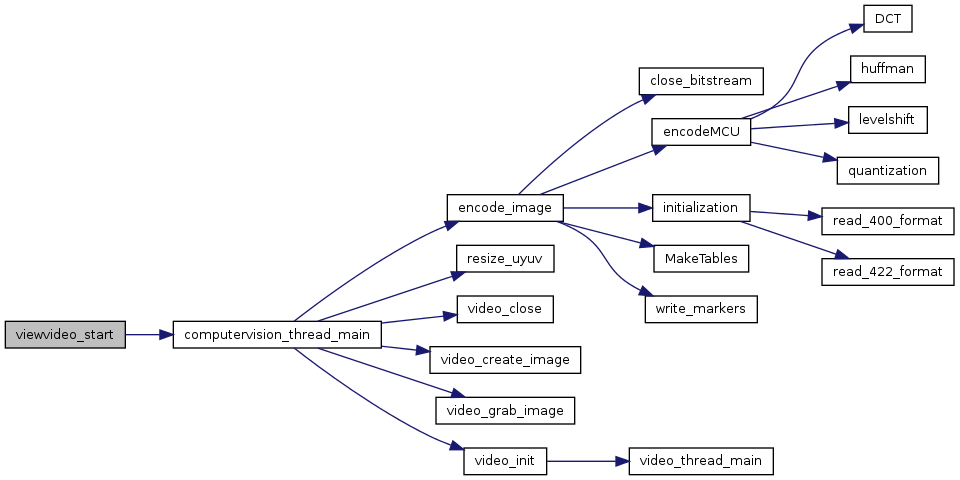 viewvideo_start
computervision_thread_main
encode_image
resize_uyuv
video_close
video_create_image
video_grab_image
video_init
close_bitstream
encodeMCU
initialization
MakeTables
write_markers
video_thread_main
DCT
huffman
levelshift
quantization
read_400_format
read_422_format